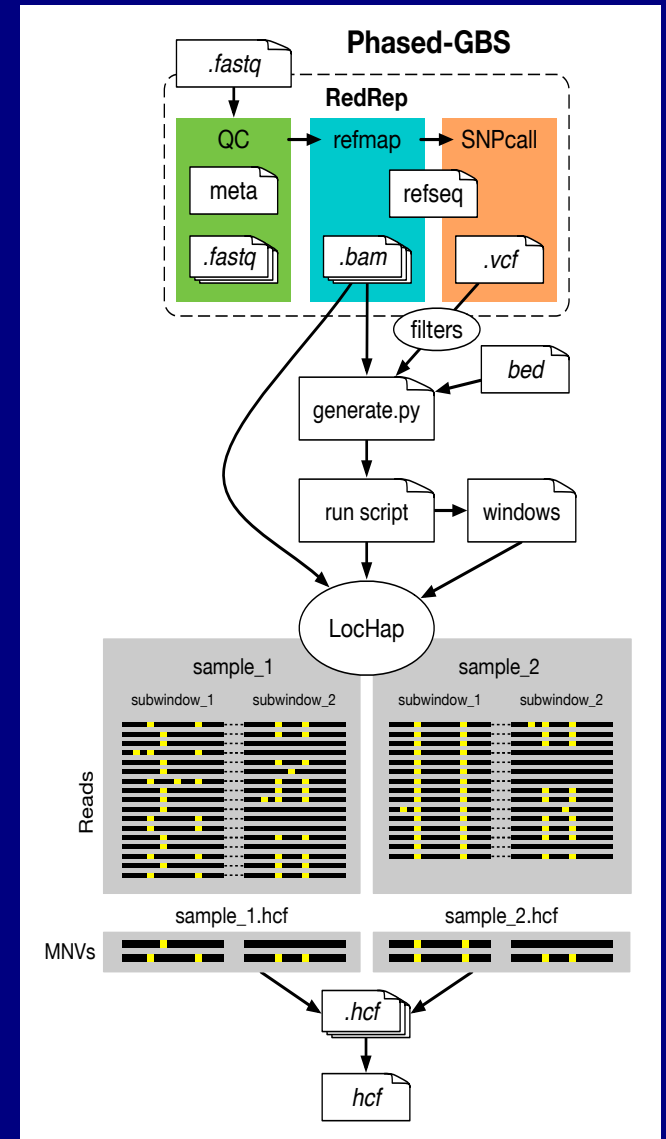 Phased-GBS
.fastq
RedRep
QC
refmap
SNPcall
meta
refseq
.fastq
.bam
.vcf
filters
bed
generate.py
run script
windows
LocHap
sample_1
sample_2
subwindow_1
subwindow_2
subwindow_1
subwindow_2
Reads
sample_1.hcf
sample_2.hcf
MNVs
.hcf
hcf